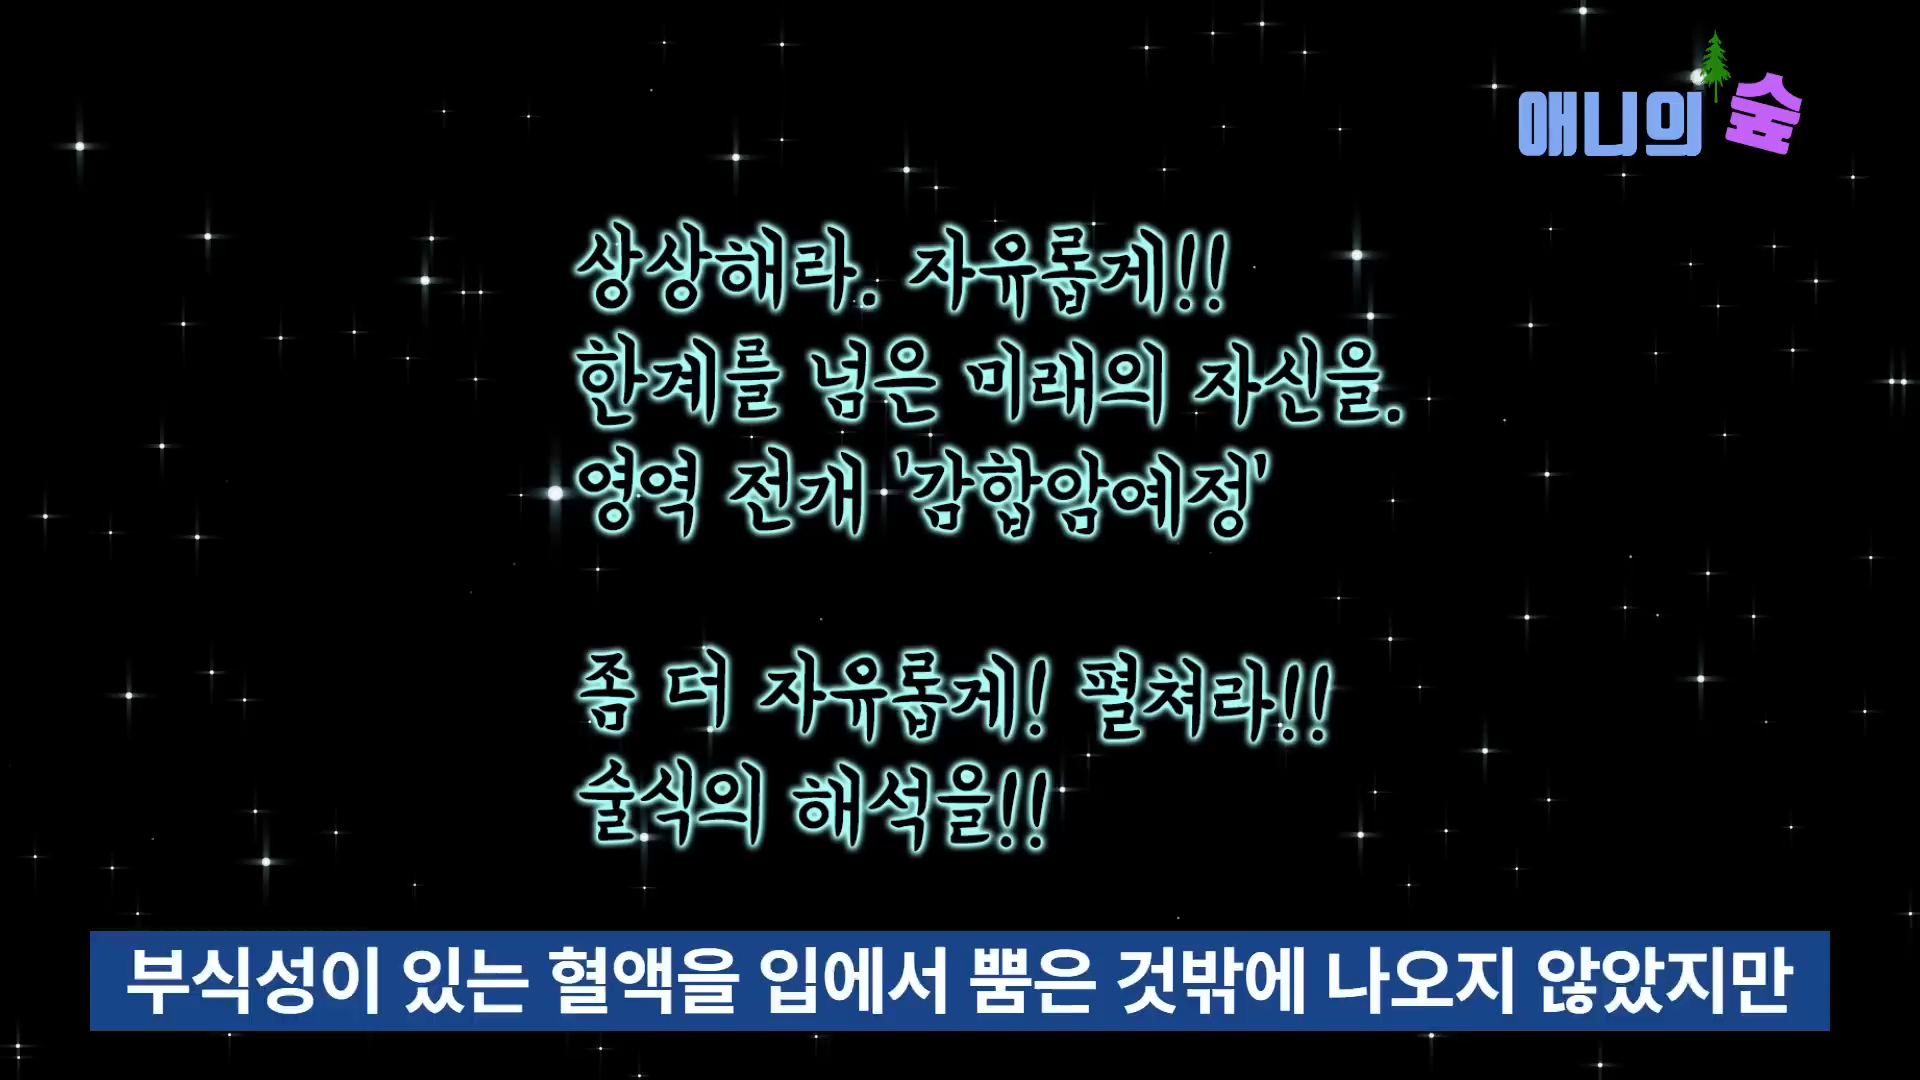 애니의 숲
상상해라. 자유롭게!!
한계를 넘은 미래의 자신을.
영역 전개 '감합암예정'
좀 더 자유롭게! 펼쳐라!!
술식의 해석을!!
부식성이 있는 혈액을 입에서 뿜은 것밖에 나오지 않았지만